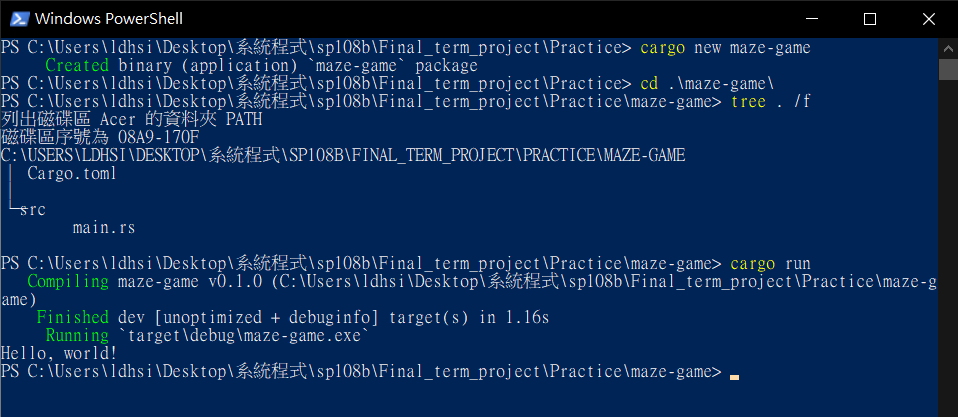 Windows PowerShell
PS C:\Users\ldhsi\Desktop\系統程式\sp108b\Final_term_project\Practice> cargo new maze-game
     Created binary (application) `maze-game` package
PS C:\Users\ldhsi\Desktop\系統程式\sp108b\Final_term_project\Practice> cd .\maze-game\
PS C:\Users\ldhsi\Desktop\系統程式\sp108b\Final_term_project\Practice\maze-game> tree . /f
列出磁碟區 Acer 的資料夾 PATH
磁碟區序號為 08A9-170F
C:\USERS\LDHSI\DESKTOP\系統程式\SP108B\FINAL_TERM_PROJECT\PRACTICE\MAZE-GAME
│  Cargo.toml
│
└─src
        main.rs
PS C:\Users\ldhsi\Desktop\系統程式\sp108b\Final_term_project\Practice\maze-game> cargo run
   Compiling maze-game v0.1.0 (C:\Users\ldhsi\Desktop\系統程式\sp108b\Final_term_project\Practice\maze-g
ame)
    Finished dev [unoptimized + debuginfo] target(s) in 1.16s
     Running `target\debug\maze-game.exe`
Hello, world!
PS C:\Users\ldhsi\Desktop\系統程式\sp108b\Final_term_project\Practice\maze-game>